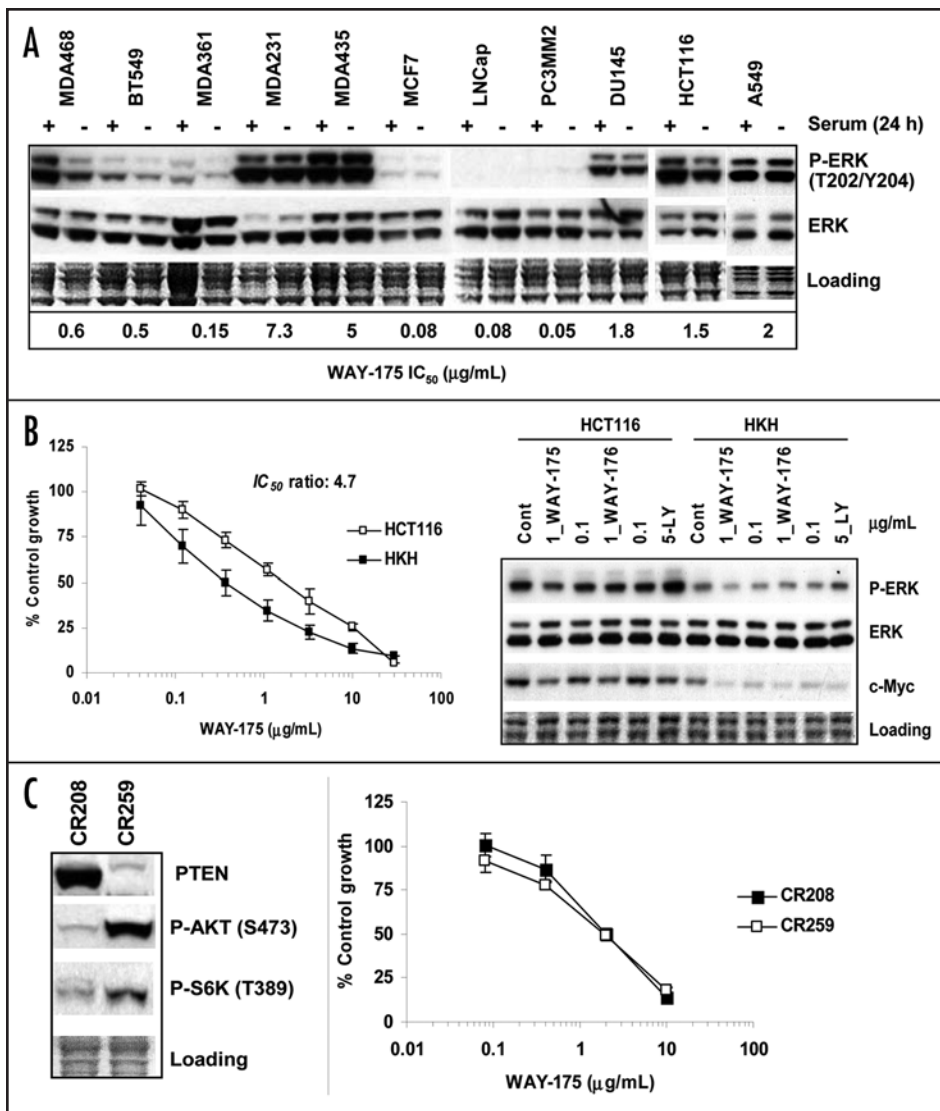 A
MDA468 BT549 MDA361 MDA231 MDA435 MCF7 LNCap PC3MM2 DU145 HCT116 A549
+ - + - + - + - + - + - + - + - + - + - + - Serum (24 h)
P-ERK
(T202/Y204)
ERK
Loading
0.6 0.5 0.15 7.3 5 0.08 0.08 0.05 1.8 1.5 2
WAY-175 IC50 (µg/mL)
B
125
100
75
50
25
0
% Control growth
IC50 ratio: 4.7
HCT116
HKH
0.01 0.1 1 10 100
WAY-175 (µg/mL)
HCT116 HKH
Cont 1_WAY-175 0.1 1_WAY-176 0.1 5-LY Cont 1_WAY-175 0.1 1_WAY-176 0.1 5_LY µg/mL
P-ERK
ERK
c-Myc
Loading
C
CR208 CR259
PTEN
P-AKT (S473)
P-S6K (T389)
Loading
125
100
75
50
25
0
% Control growth
CR208
CR259
0.01 0.1 1 10 100
WAY-175 (µg/mL)